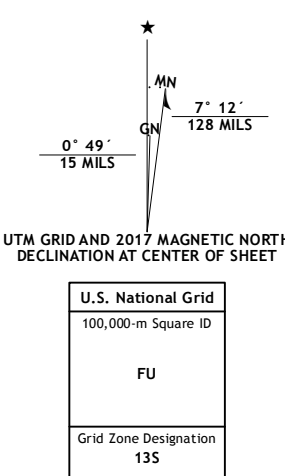 ★
MN
7° 12´
128 MILS
GN
0° 49´
15 MILS
UTM GRID AND 2017 MAGNETIC NORTH
DECLINATION AT CENTER OF SHEET
U.S. National Grid
100,000-m Square ID
FU
Grid Zone Designation
13S